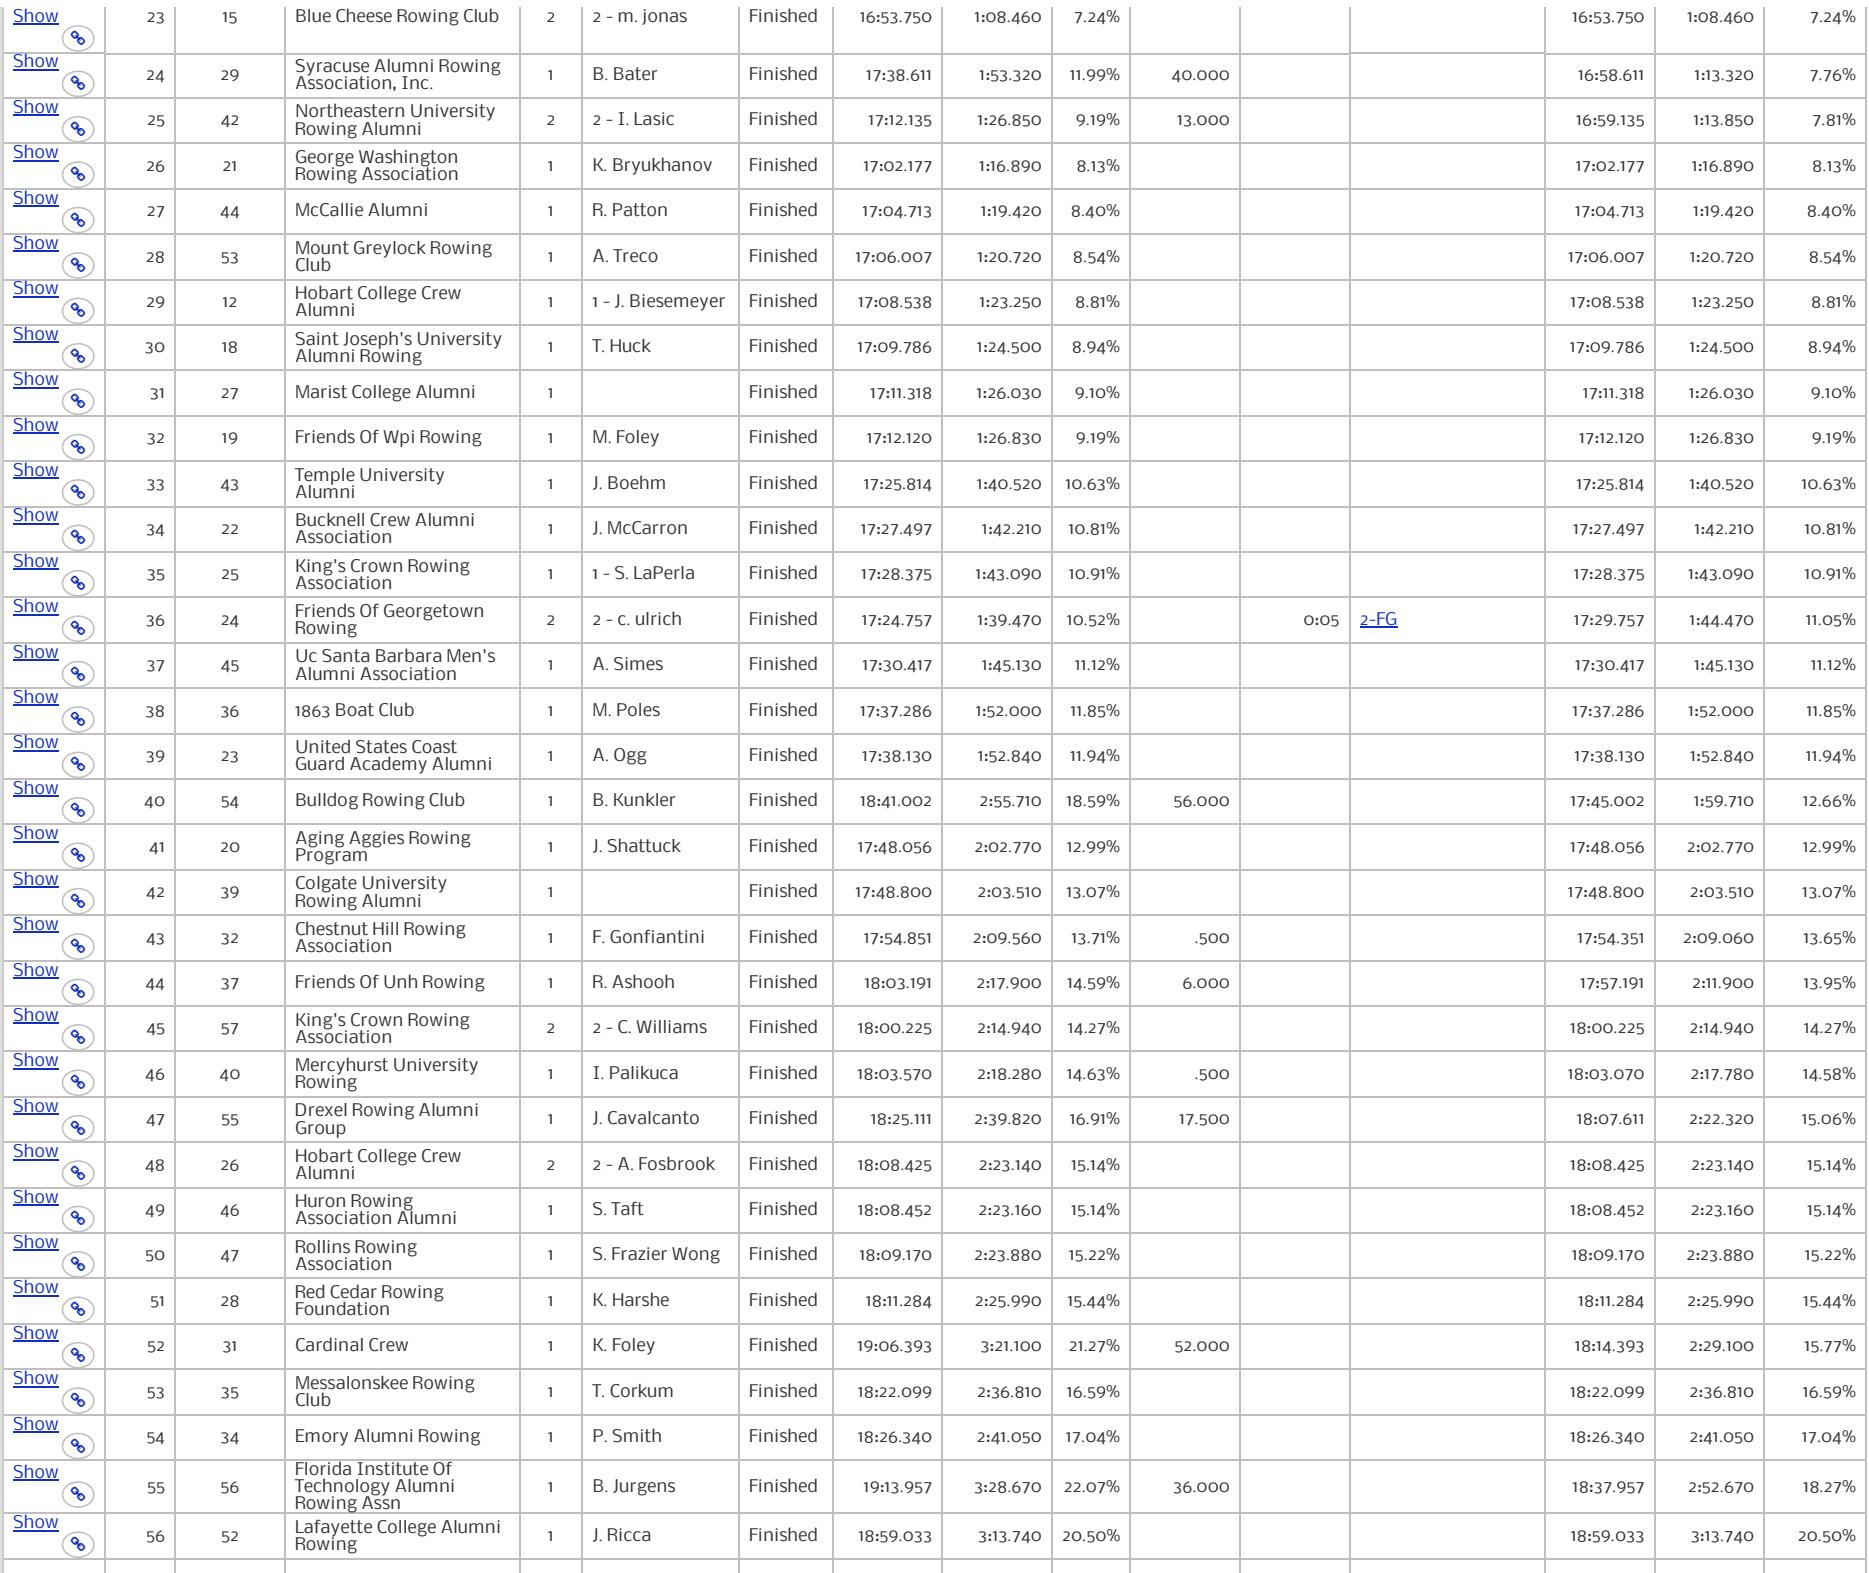 Show 23 15 Blue Cheese Rowing Club 2 2 - m. jonas Finished 16:53.750 1:08.460 7.24% 16:53.750 1:08.460 7.24%
Show 24 29 Syracuse Alumni Rowing Association, Inc. 1 B. Bater Finished 17:38.611 1:53.320 11.99% 40.000 16:58.611 1:13.320 7.76%
Show 25 42 Northeastern University Rowing Alumni 2 2 - I. Lasic Finished 17:12.135 1:26.850 9.19% 13.000 16:59.135 1:13.850 7.81%
Show 26 21 George Washington Rowing Association 1 K. Bryukhanov Finished 17:02.177 1:16.890 8.13% 17:02.177 1:16.890 8.13%
Show 27 44 McCallie Alumni 1 R. Patton Finished 17:04.713 1:19.420 8.40% 17:04.713 1:19.420 8.40%
Show 28 53 Mount Greylock Rowing Club 1 A. Treco Finished 17:06.007 1:20.720 8.54% 17:06.007 1:20.720 8.54%
Show 29 12 Hobart College Crew Alumni 1 1 - J. Biesemeyer Finished 17:08.538 1:23.250 8.81% 17:08.538 1:23.250 8.81%
Show 30 18 Saint Joseph's University Alumni Rowing 1 T. Huck Finished 17:09.786 1:24.500 8.94% 17:09.786 1:24.500 8.94%
Show 31 27 Marist College Alumni 1 Finished 17:11.318 1:26.030 9.10% 17:11.318 1:26.030 9.10%
Show 32 19 Friends Of Wpi Rowing 1 M. Foley Finished 17:12.120 1:26.830 9.19% 17:12.120 1:26.830 9.19%
Show 33 43 Temple University Alumni 1 J. Boehm Finished 17:25.814 1:40.520 10.63% 17:25.814 1:40.520 10.63%
Show 34 22 Bucknell Crew Alumni Association 1 J. McCarron Finished 17:27.497 1:42.210 10.81% 17:27.497 1:42.210 10.81%
Show 35 25 King's Crown Rowing Association 1 1 - S. LaPerla Finished 17:28.375 1:43.090 10.91% 17:28.375 1:43.090 10.91%
Show 36 24 Friends Of Georgetown Rowing 2 2 - c. ulrich Finished 17:24.757 1:39.470 10.52% 0:05 2-FG 17:29.757 1:44.470 11.05%
Show 37 45 Uc Santa Barbara Men's Alumni Association 1 A. Simes Finished 17:30.417 1:45.130 11.12% 17:30.417 1:45.130 11.12%
Show 38 36 1863 Boat Club 1 M. Poles Finished 17:37.286 1:52.000 11.85% 17:37.286 1:52.000 11.85%
Show 39 23 United States Coast Guard Academy Alumni 1 A. Ogg Finished 17:38.130 1:52.840 11.94% 17:38.130 1:52.840 11.94%
Show 40 54 Bulldog Rowing Club 1 B. Kunkler Finished 18:41.002 2:55.710 18.59% 56.000 17:45.002 1:59.710 12.66%
Show 41 20 Aging Aggies Rowing Program 1 J. Shattuck Finished 17:48.056 2:02.770 12.99% 17:48.056 2:02.770 12.99%
Show 42 39 Colgate University Rowing Alumni 1 Finished 17:48.800 2:03.510 13.07% 17:48.800 2:03.510 13.07%
Show 43 32 Chestnut Hill Rowing Association 1 F. Gonfiantini Finished 17:54.851 2:09.560 13.71% .500 17:54.351 2:09.060 13.65%
Show 44 37 Friends Of Unh Rowing 1 R. Ashooh Finished 18:03.191 2:17.900 14.59% 6.000 17:57.191 2:11.900 13.95%
Show 45 57 King's Crown Rowing Association 2 2 - C. Williams Finished 18:00.225 2:14.940 14.27% 18:00.225 2:14.940 14.27%
Show 46 40 Mercyhurst University Rowing 1 I. Palikuca Finished 18:03.570 2:18.280 14.63% .500 18:03.070 2:17.780 14.58%
Show 47 55 Drexel Rowing Alumni Group 1 J. Cavalcanto Finished 18:25.111 2:39.820 16.91% 17.500 18:07.611 2:22.320 15.06%
Show 48 26 Hobart College Crew Alumni 2 2 - A. Fosbrook Finished 18:08.425 2:23.140 15.14% 18:08.425 2:23.140 15.14%
Show 49 46 Huron Rowing Association Alumni 1 S. Taft Finished 18:08.452 2:23.160 15.14% 18:08.452 2:23.160 15.14%
Show 50 47 Rollins Rowing Association 1 S. Frazier Wong Finished 18:09.170 2:23.880 15.22% 18:09.170 2:23.880 15.22%
Show 51 28 Red Cedar Rowing Foundation 1 K. Harshe Finished 18:11.284 2:25.990 15.44% 18:11.284 2:25.990 15.44%
Show 52 31 Cardinal Crew 1 K. Foley Finished 19:06.393 3:21.100 21.27% 52.000 18:14.393 2:29.100 15.77%
Show 53 35 Messalonskee Rowing Club 1 T. Corkum Finished 18:22.099 2:36.810 16.59% 18:22.099 2:36.810 16.59%
Show 54 34 Emory Alumni Rowing 1 P. Smith Finished 18:26.340 2:41.050 17.04% 18:26.340 2:41.050 17.04%
Show 55 56 Florida Institute Of Technology Alumni Rowing Assn 1 B. Jurgens Finished 19:13.957 3:28.670 22.07% 36.000 18:37.957 2:52.670 18.27%
Show 56 52 Lafayette College Alumni Rowing 1 J. Ricca Finished 18:59.033 3:13.740 20.50% 18:59.033 3:13.740 20.50%